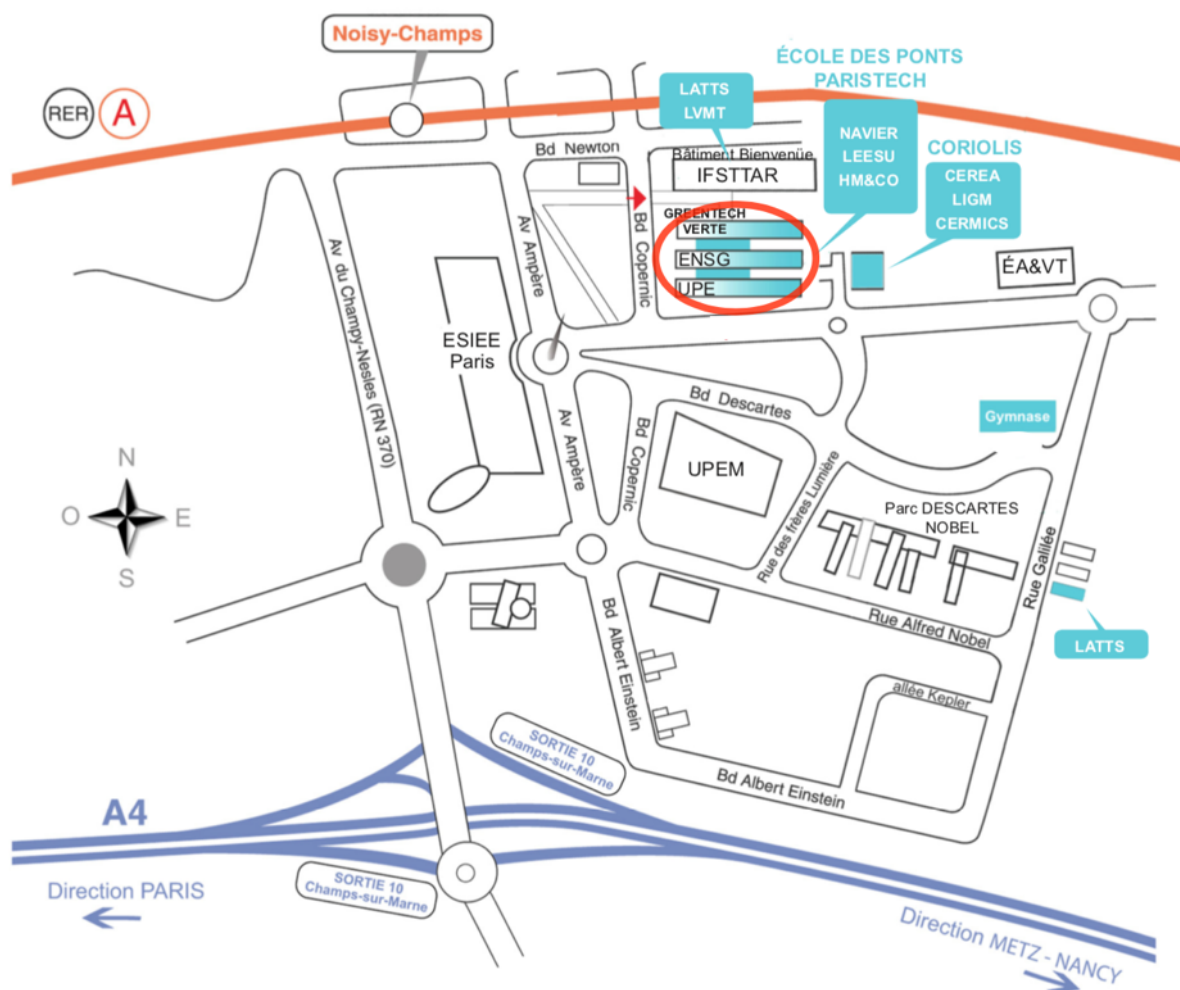 Noisy-Champs
RER A
ÉCOLE DES PONTS
PARISTECH
LATTS
LVMT
NAVIER
LEESU
HM&CO
CORIOLIS
CEREA
LIGM
CERMICS
Bd Newton
Bâtiment Bienvenüe
IFSTTAR
GREENTECH
VERTE
ENSG
UPE
ÉA&VT
Av du Champy-Nesles (RN 370)
Av Ampère
Bd Copernic
ESIEE
Paris
Bd Descartes
Gymnase
Av Ampère
Bd Copernic
UPEM
Rue des frères Lumière
Parc DESCARTES
NOBEL
Rue Galilée
N
O E
S
Rue Alfred Nobel
LATTS
Bd Albert Einstein
allée Kepler
SORTIE 10
Champs-sur-Marne
Bd Albert Einstein
A4
SORTIE 10
Champs-sur-Marne
Direction PARIS
Direction METZ - NANCY